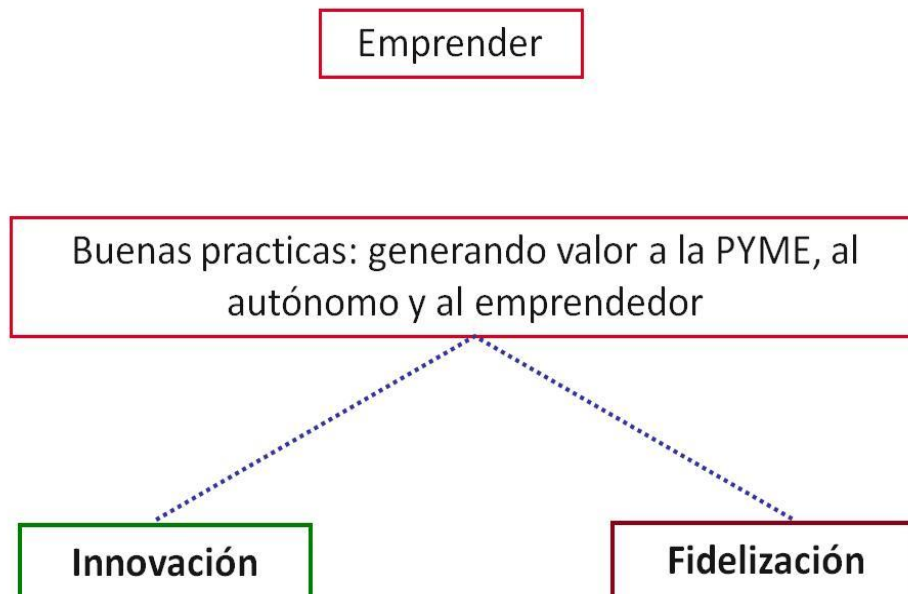 Emprender
Buenas practicas: generando valor a la PYME, al
autónomo y al emprendedor
Innovación
Fidelización